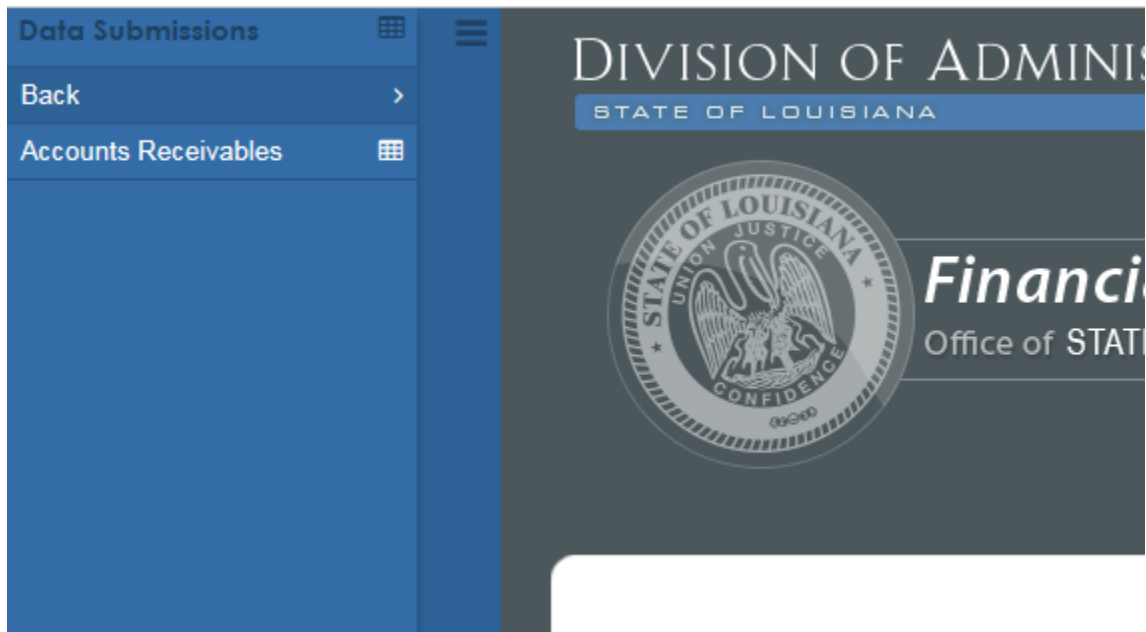 Data Submissions
Back
Accounts Receivables
DIVISION OF ADMINIS
STATE OF LOUISIANA
STATE OF LOUISIANA
UNION JUSTICE
CONFIDENCE
Financi
Office of STAT